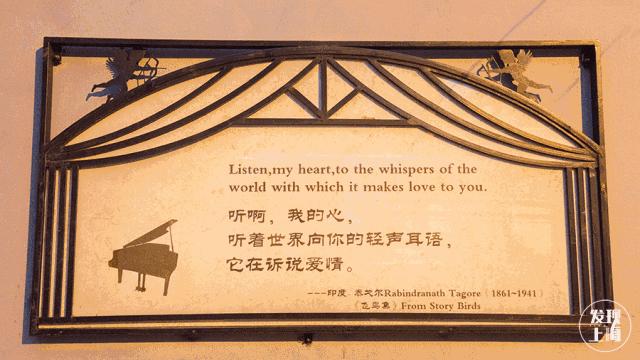 Listen,my heart,to the whispers of the
world with which it makes love to you.
听啊，我的心，
听着世界向你的轻声耳语，
它在诉说爱情。
---印度 泰戈尔Rabindranath Tagore（1861~1941）
《飞鸟集》From Story Birds
发现
上海